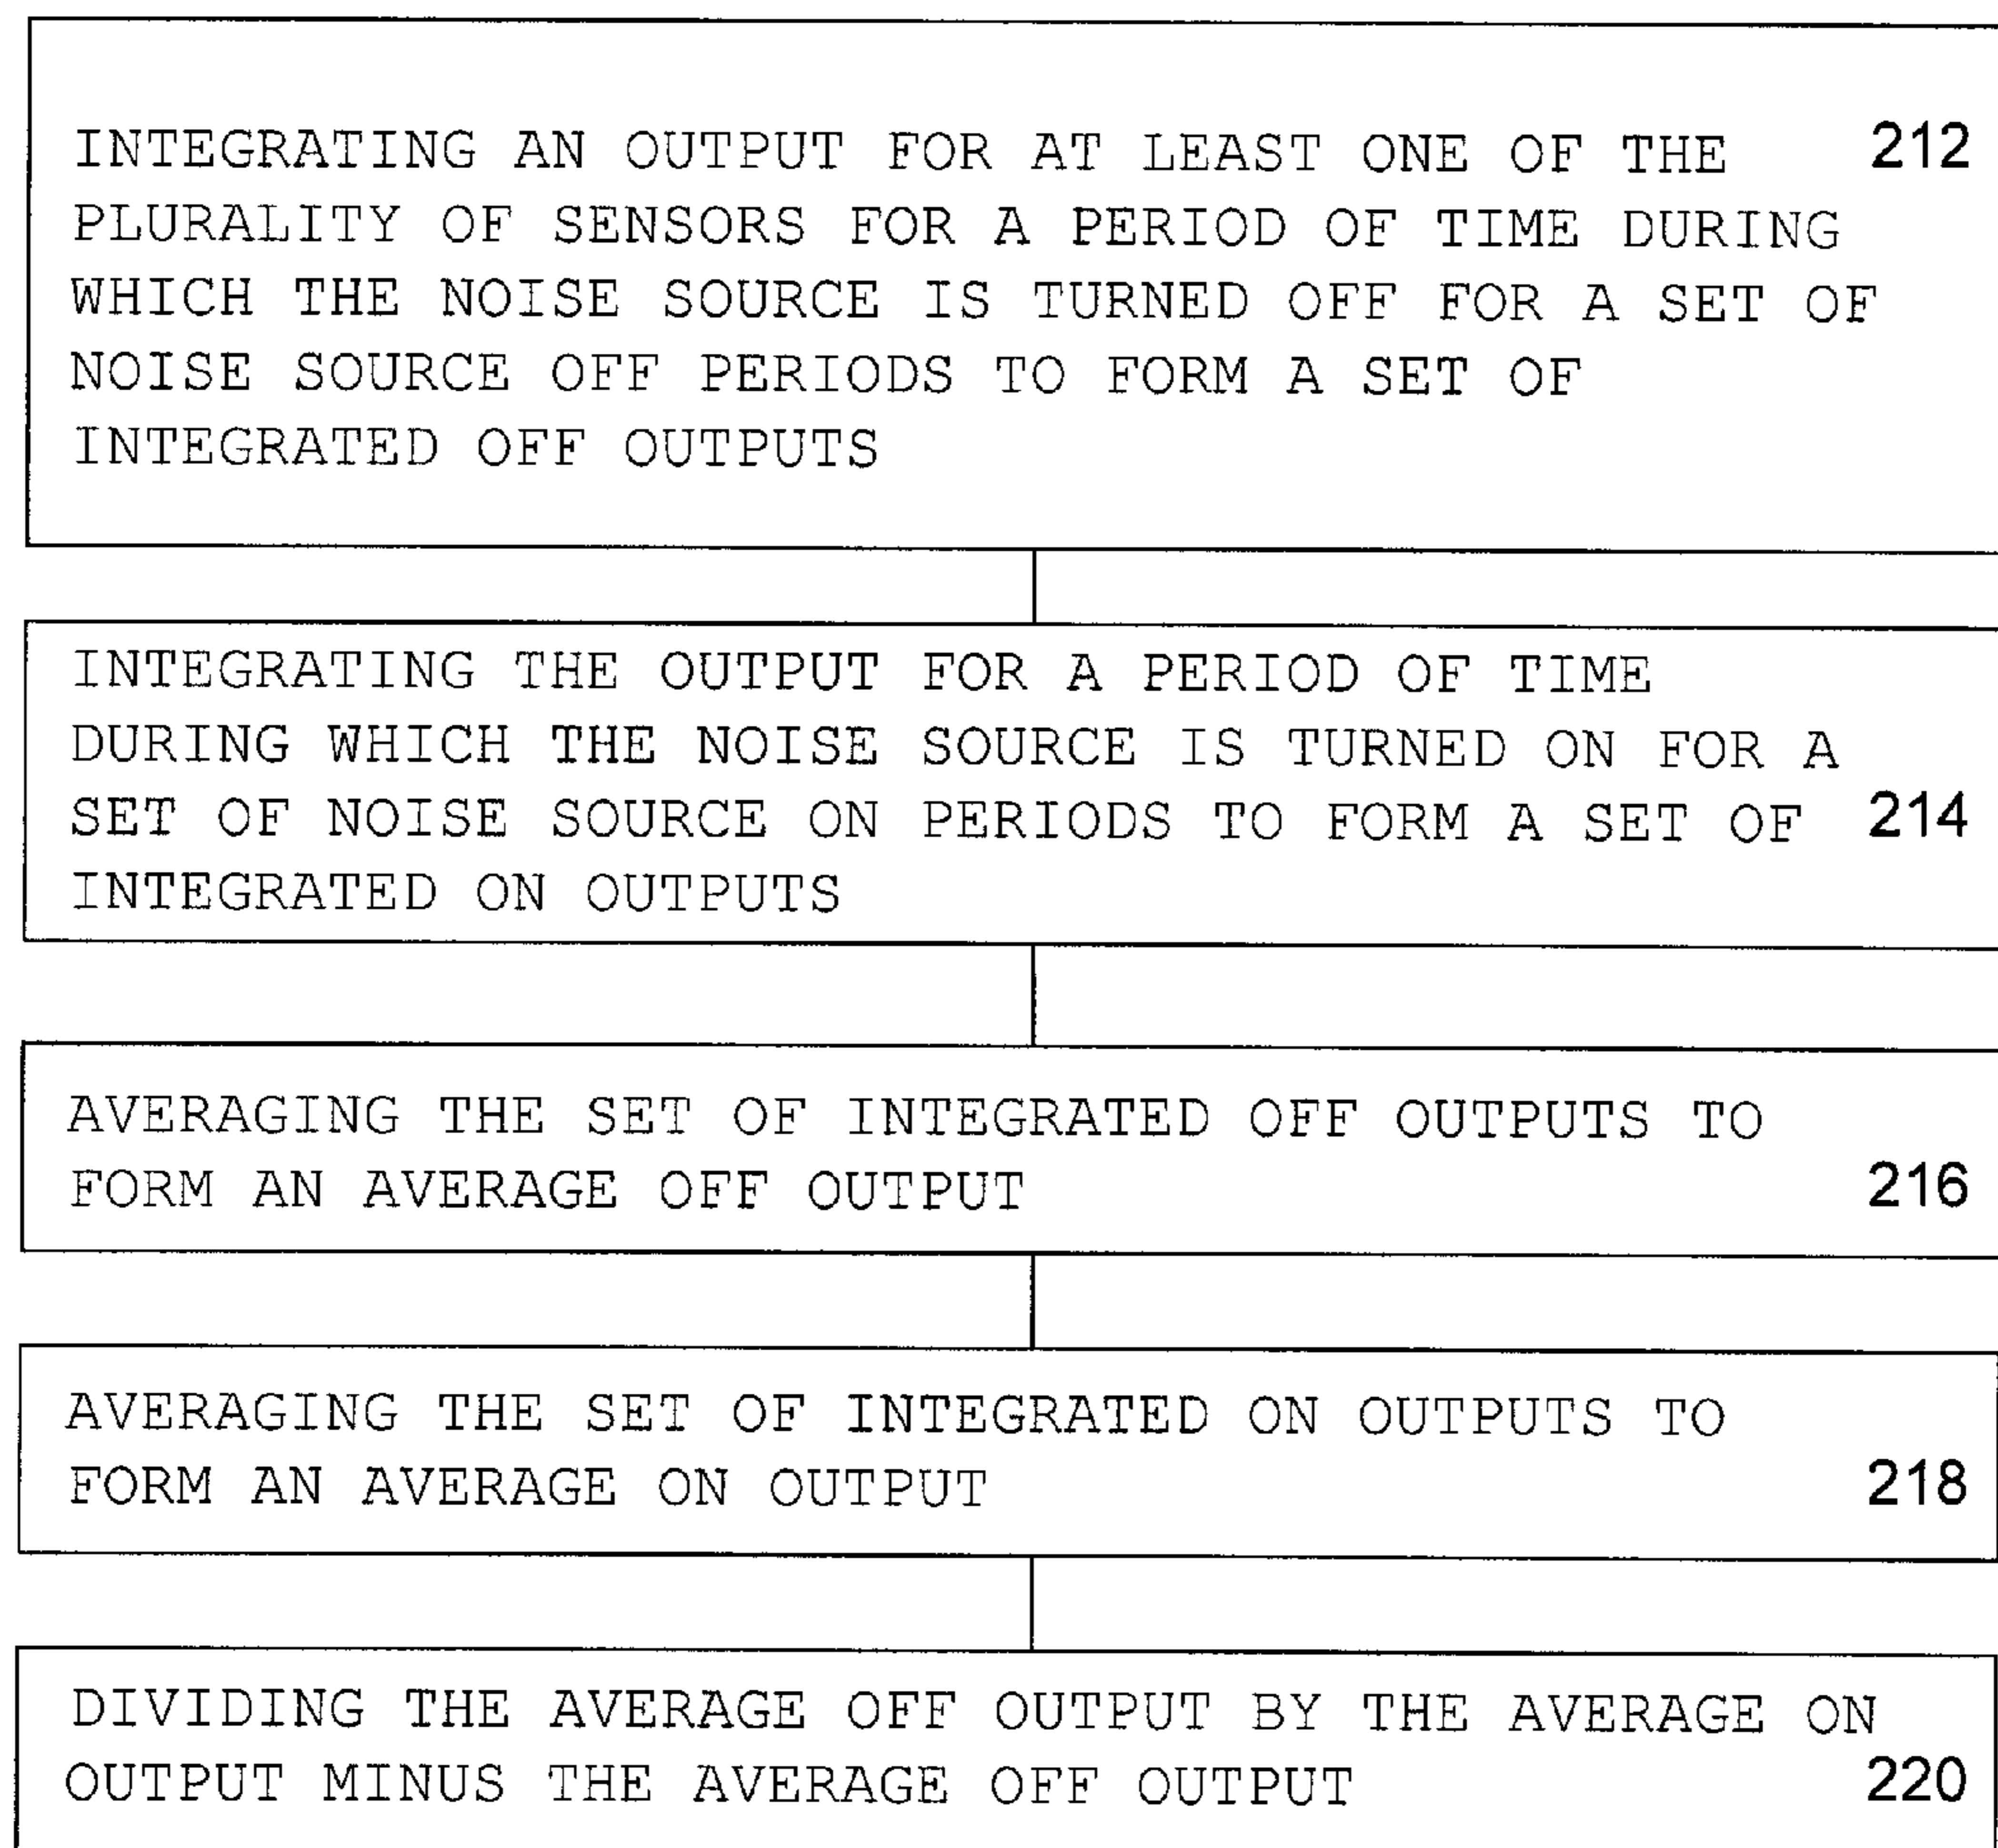 INTEGRATING AN OUTPUT FOR AT LEAST ONE OF THE 212
PLURALITY OF SENSORS FOR A PERIOD OF TIME DURING
WHICH THE NOISE SOURCE IS TURNED OFF FOR A SET OF
NOISE SOURCE OFF PERIODS TO FORM A SET OF
INTEGRATED OFF OUTPUTS
INTEGRATING THE OUTPUT FOR A PERIOD OF TIME
DURING WHICH THE NOISE SOURCE IS TURNED ON FOR A
SET OF NOISE SOURCE ON PERIODS TO FORM A SET OF 214
INTEGRATED ON OUTPUTS
AVERAGING THE SET OF INTEGRATED OFF OUTPUTS TO
FORM AN AVERAGE OFF OUTPUT 216
AVERAGING THE SET OF INTEGRATED ON OUTPUTS TO
FORM AN AVERAGE ON OUTPUT 218
DIVIDING THE AVERAGE OFF OUTPUT BY THE AVERAGE ON
OUTPUT MINUS THE AVERAGE OFF OUTPUT 220